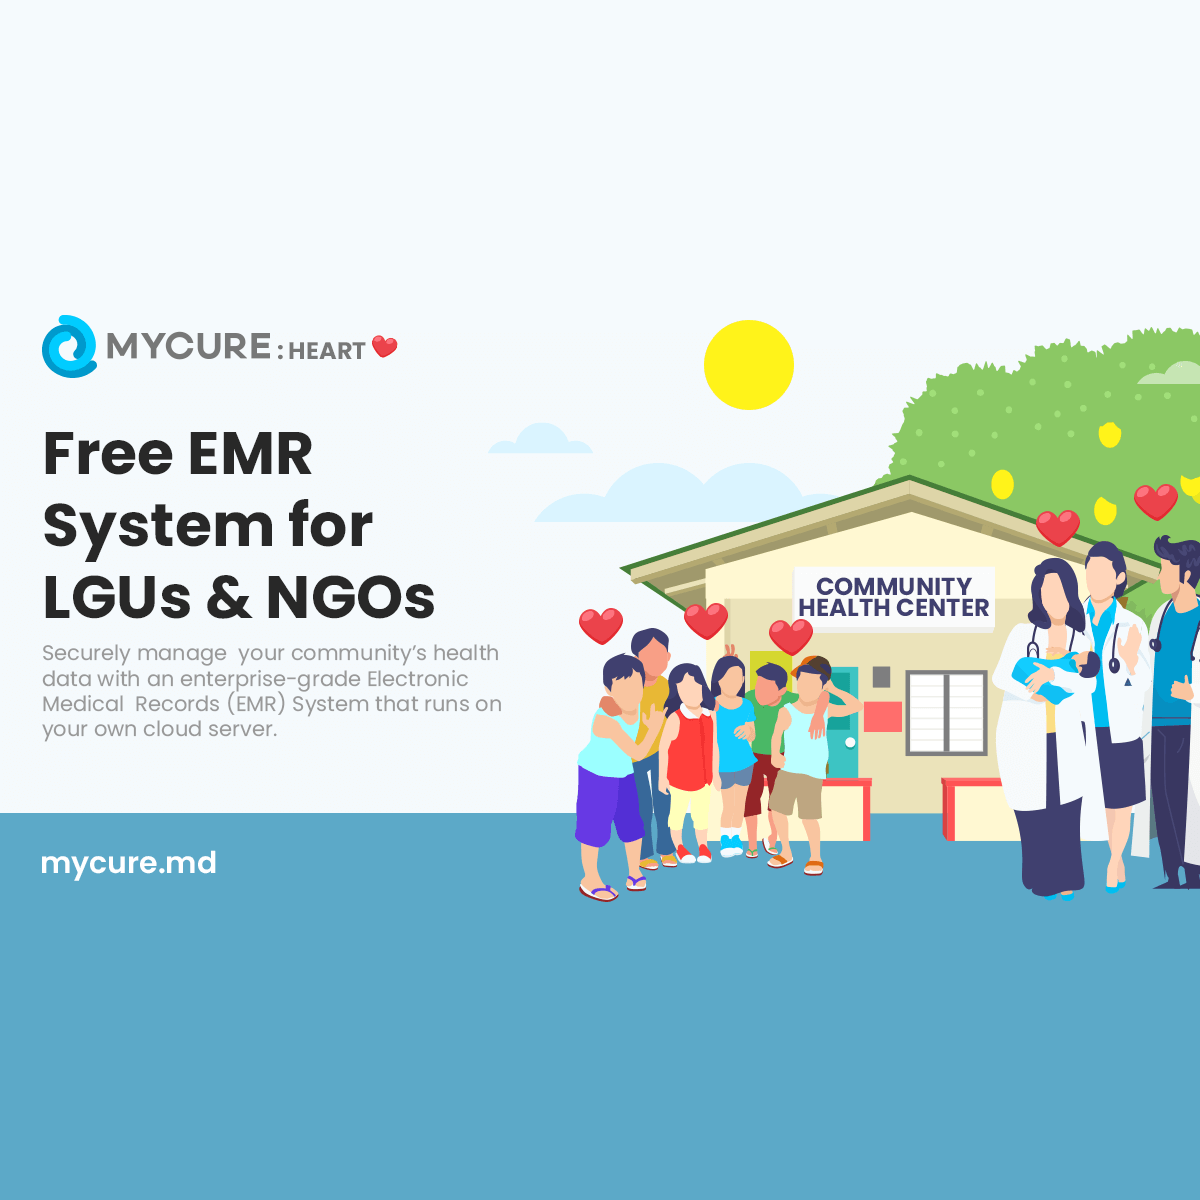 MYCURE : HEART
Free EMR
System for
LGUs & NGOs
Securely manage  your community’s health
data with an enterprise-grade Electronic
Medical  Records (EMR) System that runs on
your own cloud server.
COMMUNITY
HEALTH CENTER
mycure.md